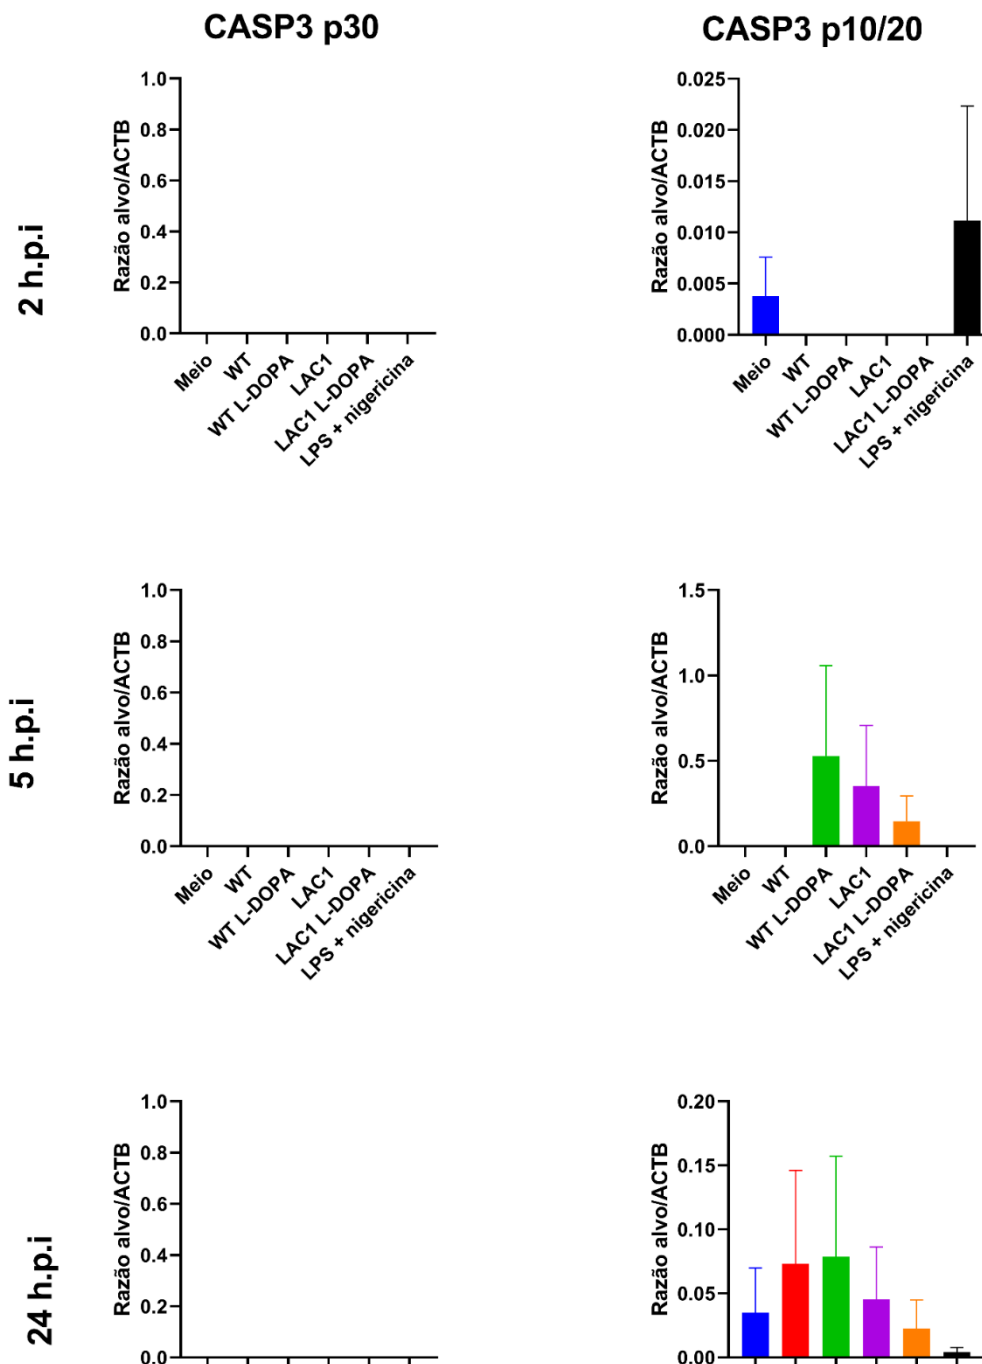 CASP3 p30
CASP3 p10/20
2 h.p.i
Razão alvo/ACTB
1.0
0.8
0.6
0.4
0.2
0.0
Meio
WT
WT L-DOPA
LAC1
LAC1 L-DOPA
LPS + nigericina
Razão alvo/ACTB
0.025
0.020
0.015
0.010
0.005
0.000
Meio
WT
WT L-DOPA
LAC1
LAC1 L-DOPA
LPS + nigericina
5 h.p.i
Razão alvo/ACTB
1.0
0.8
0.6
0.4
0.2
0.0
Meio
WT
WT L-DOPA
LAC1
LAC1 L-DOPA
LPS + nigericina
Razão alvo/ACTB
1.5
1.0
0.5
0.0
Meio
WT
WT L-DOPA
LAC1
LAC1 L-DOPA
LPS + nigericina
24 h.p.i
Razão alvo/ACTB
1.0
0.8
0.6
0.4
0.2
0.0
Razão alvo/ACTB
0.20
0.15
0.10
0.05
0.00